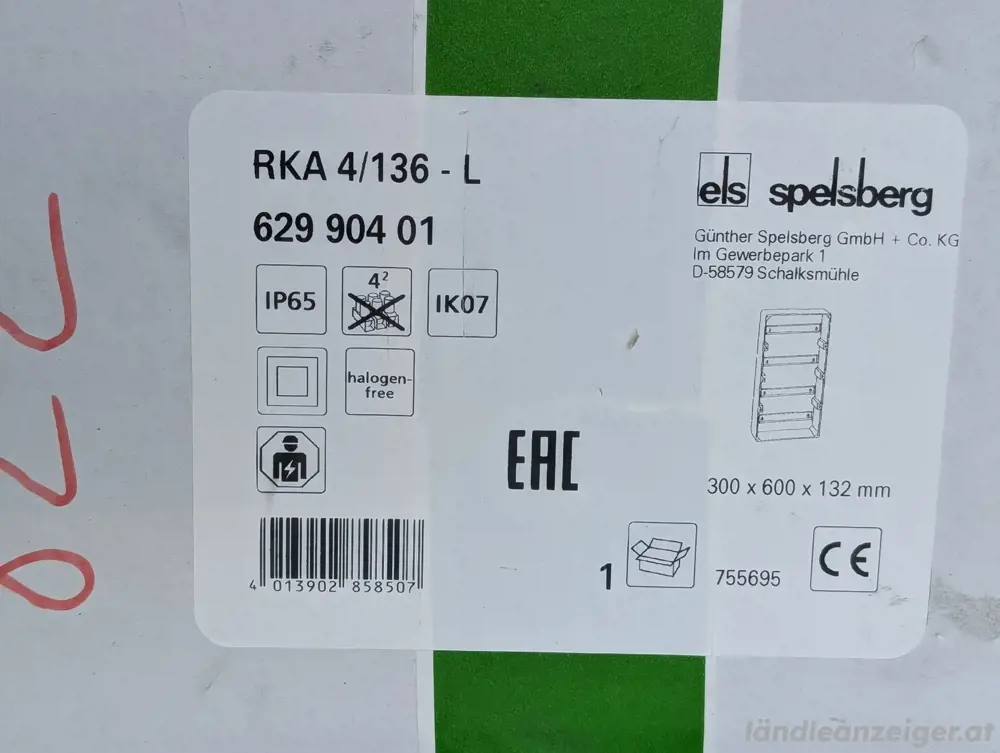 RKA 4/136 - L
629 904 01
IP65
4²
IK07
halogen-
free
els spelsberg
Günther Spelsberg GmbH + Co. KG
Im Gewerbepark 1
D-58579 Schalksmühle
EAC
300 x 600 x 132 mm
4 013902 858507
1
755695
CE
ländleanzeiger.at